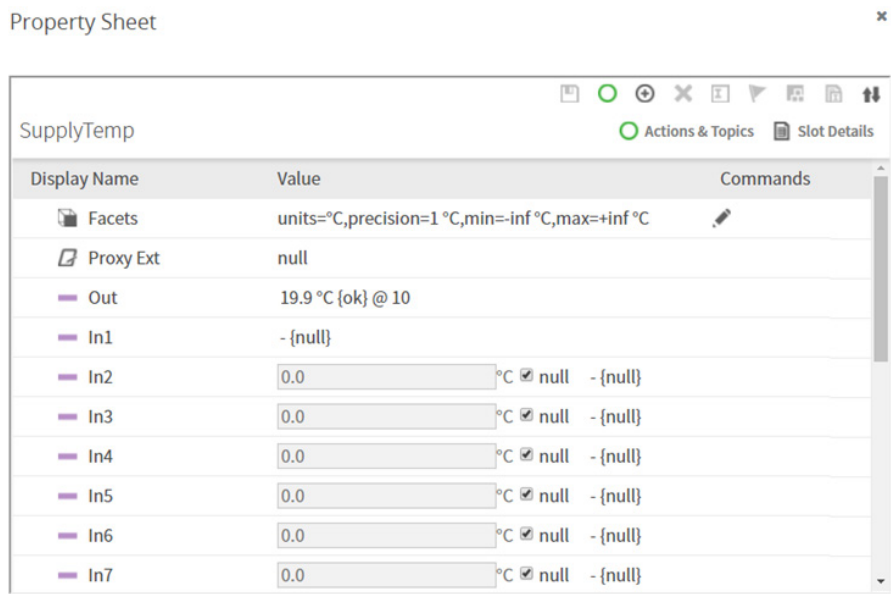 Property Sheet
SupplyTemp
Actions & Topics Slot Details
Display Name Value Commands
Facets units=°C,precision=1 °C,min=-inf °C,max=+inf °C
Proxy Ext null
Out 19.9 °C {ok} @ 10
In1 - {null}
In2 0.0 °C null - {null}
In3 0.0 °C null - {null}
In4 0.0 °C null - {null}
In5 0.0 °C null - {null}
In6 0.0 °C null - {null}
In7 0.0 °C null - {null}